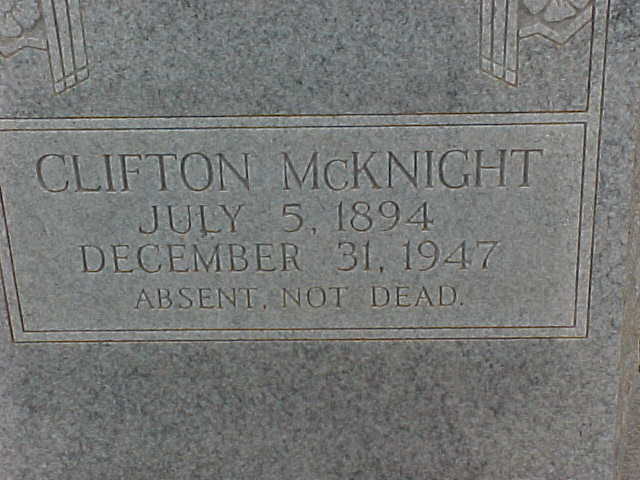 CLIFTON McKNIGHT
JULY 5, 1894
DECEMBER 31, 1947
ABSENT, NOT DEAD.